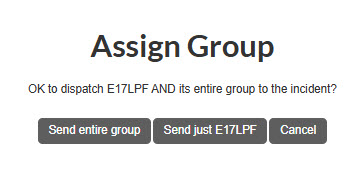 Assign Group
OK to dispatch E17LPF AND its entire group to the incident?
Send entire group Send just E17LPF Cancel